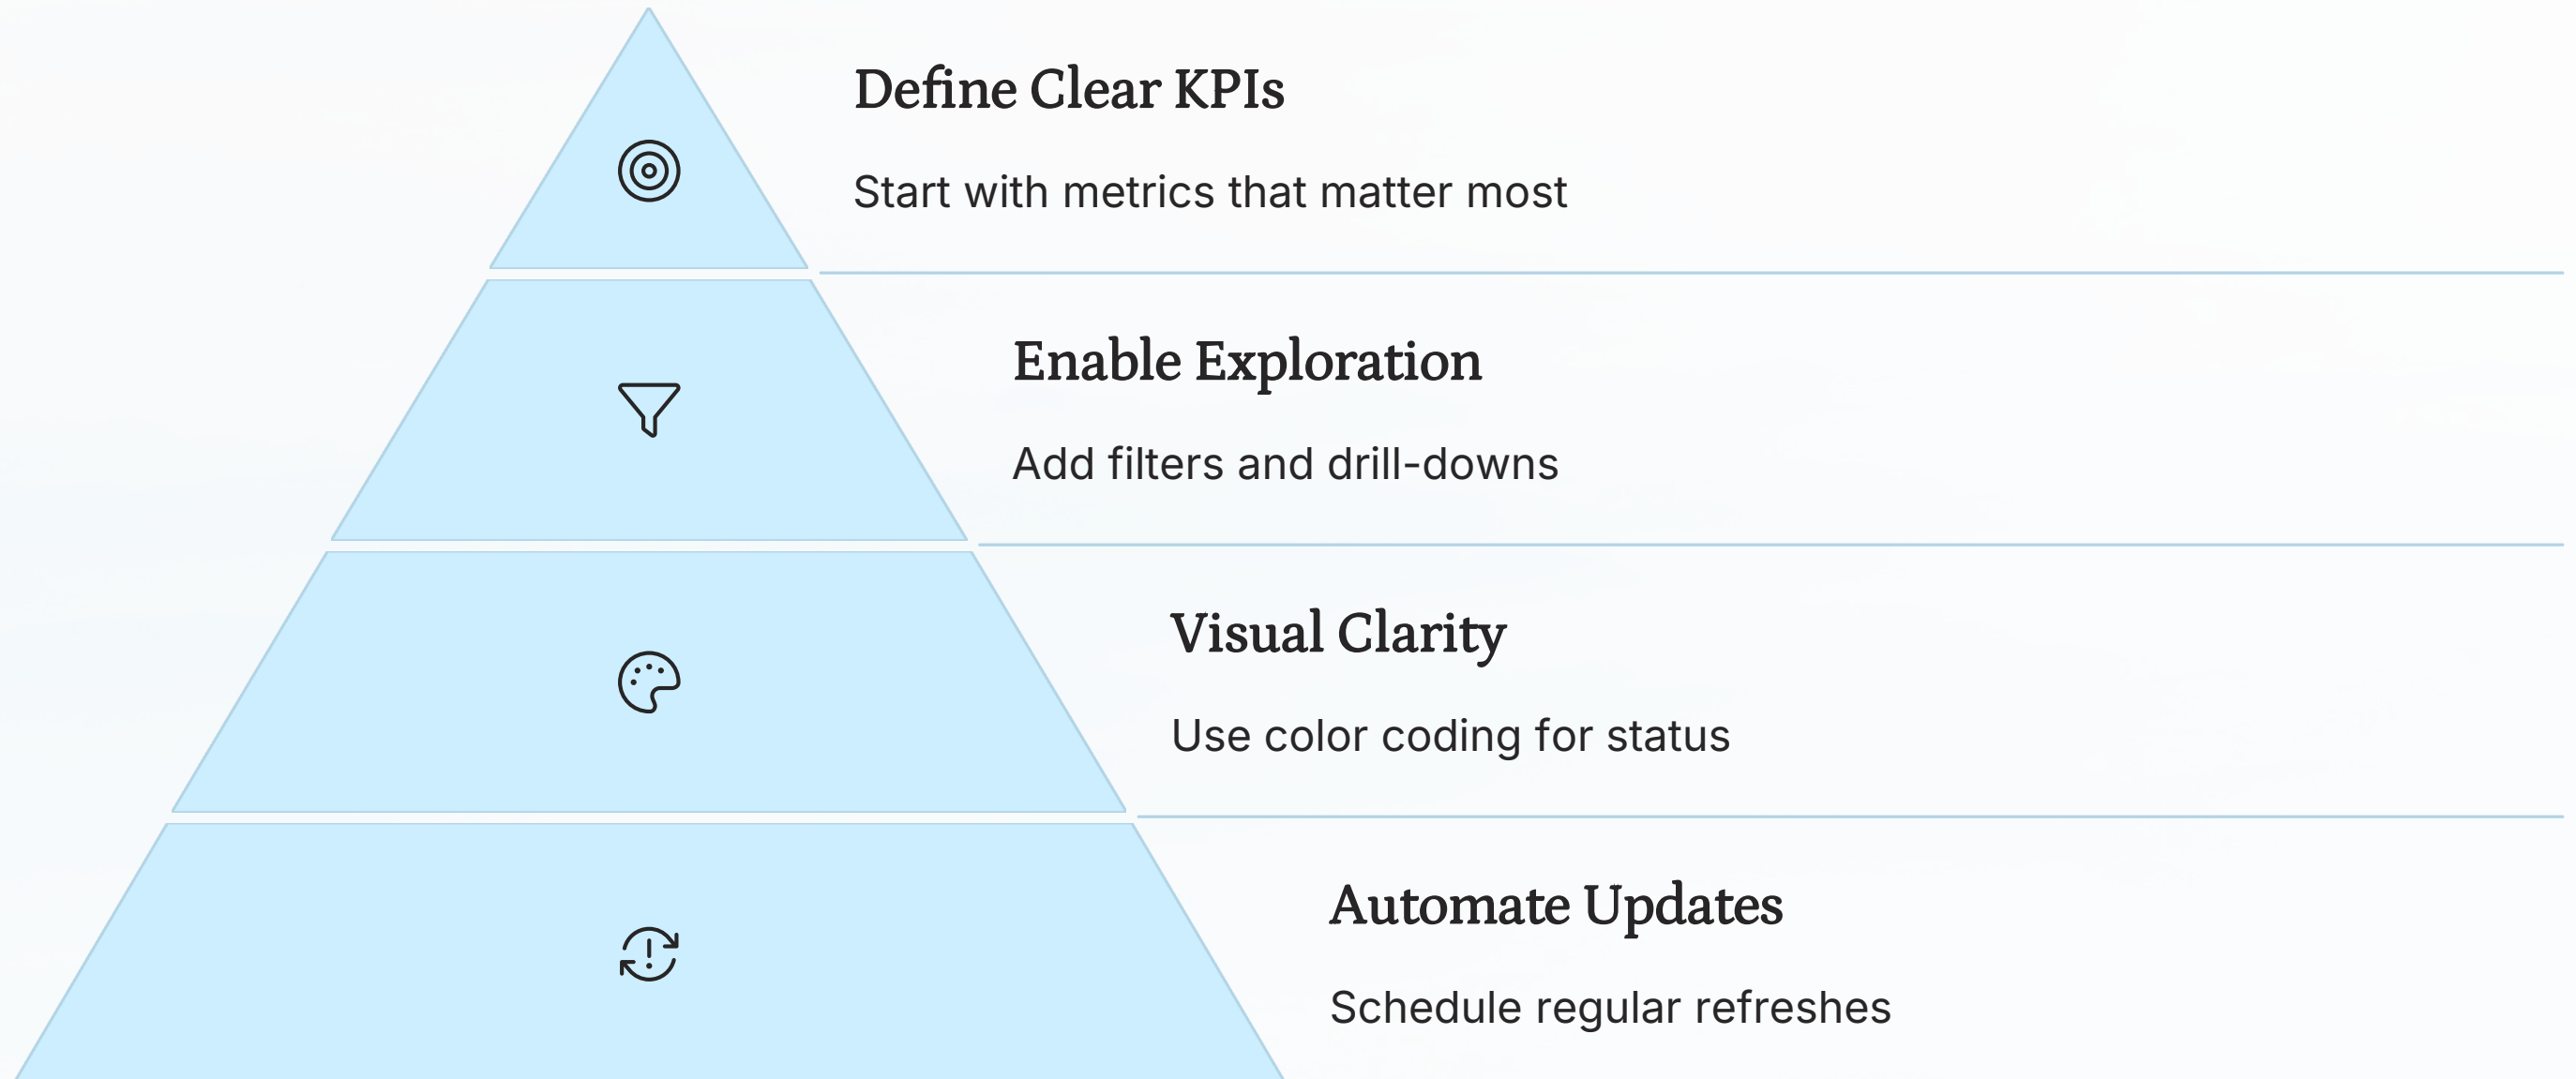 Define Clear KPIs
Start with metrics that matter most
Enable Exploration
Add filters and drill-downs
Visual Clarity
Use color coding for status
Automate Updates
Schedule regular refreshes